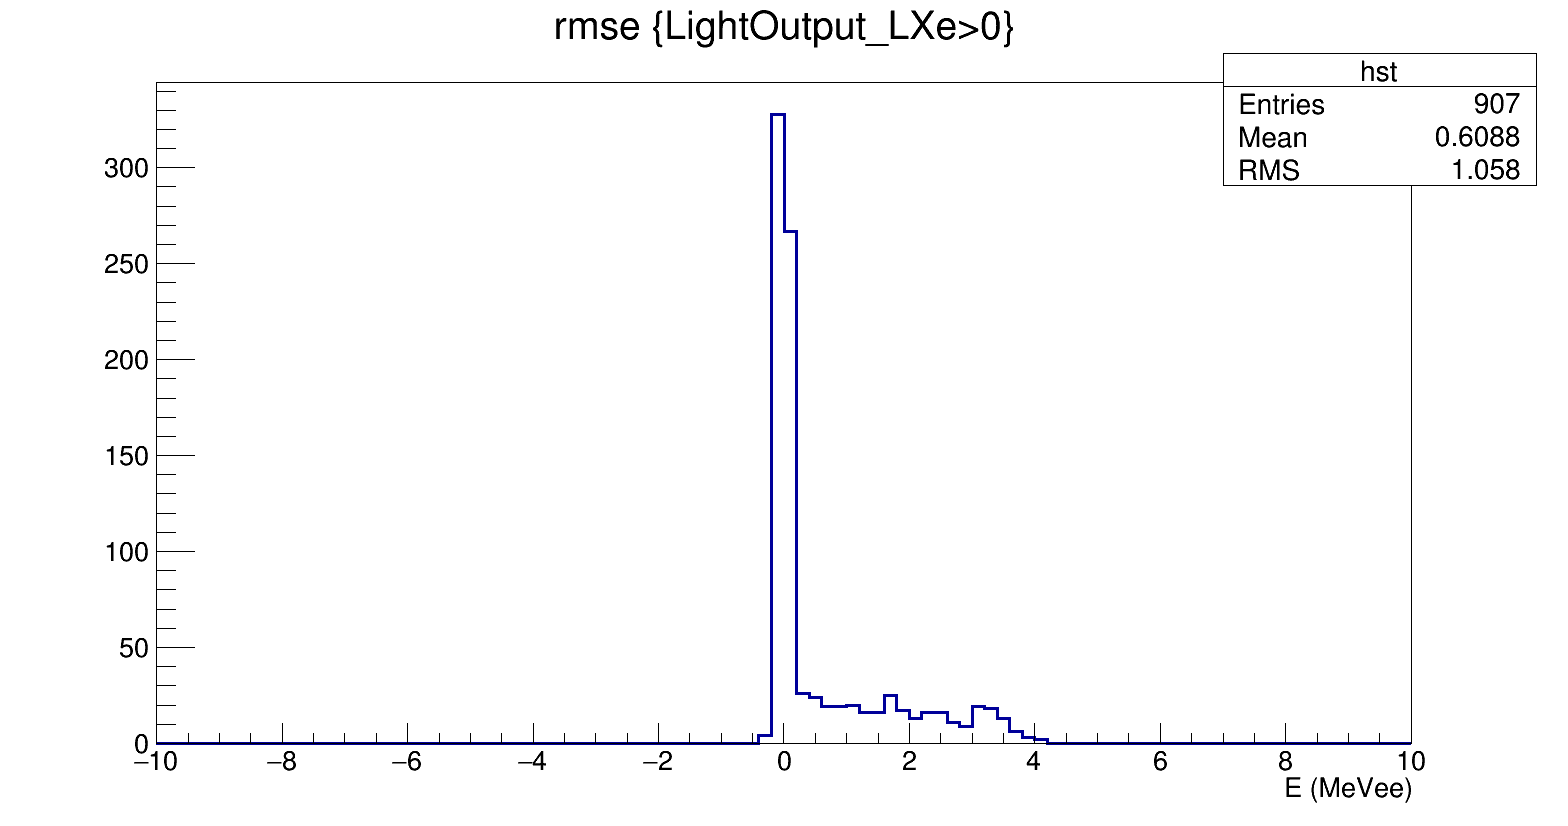 rmse {LightOutput_LXe>0}
hst
Entries 907
Mean 0.6088
RMS 1.058
300
250
200
150
100
50
0
−10 −8 −6 −4 −2 0 2 4 6 8 10
E (MeVee)